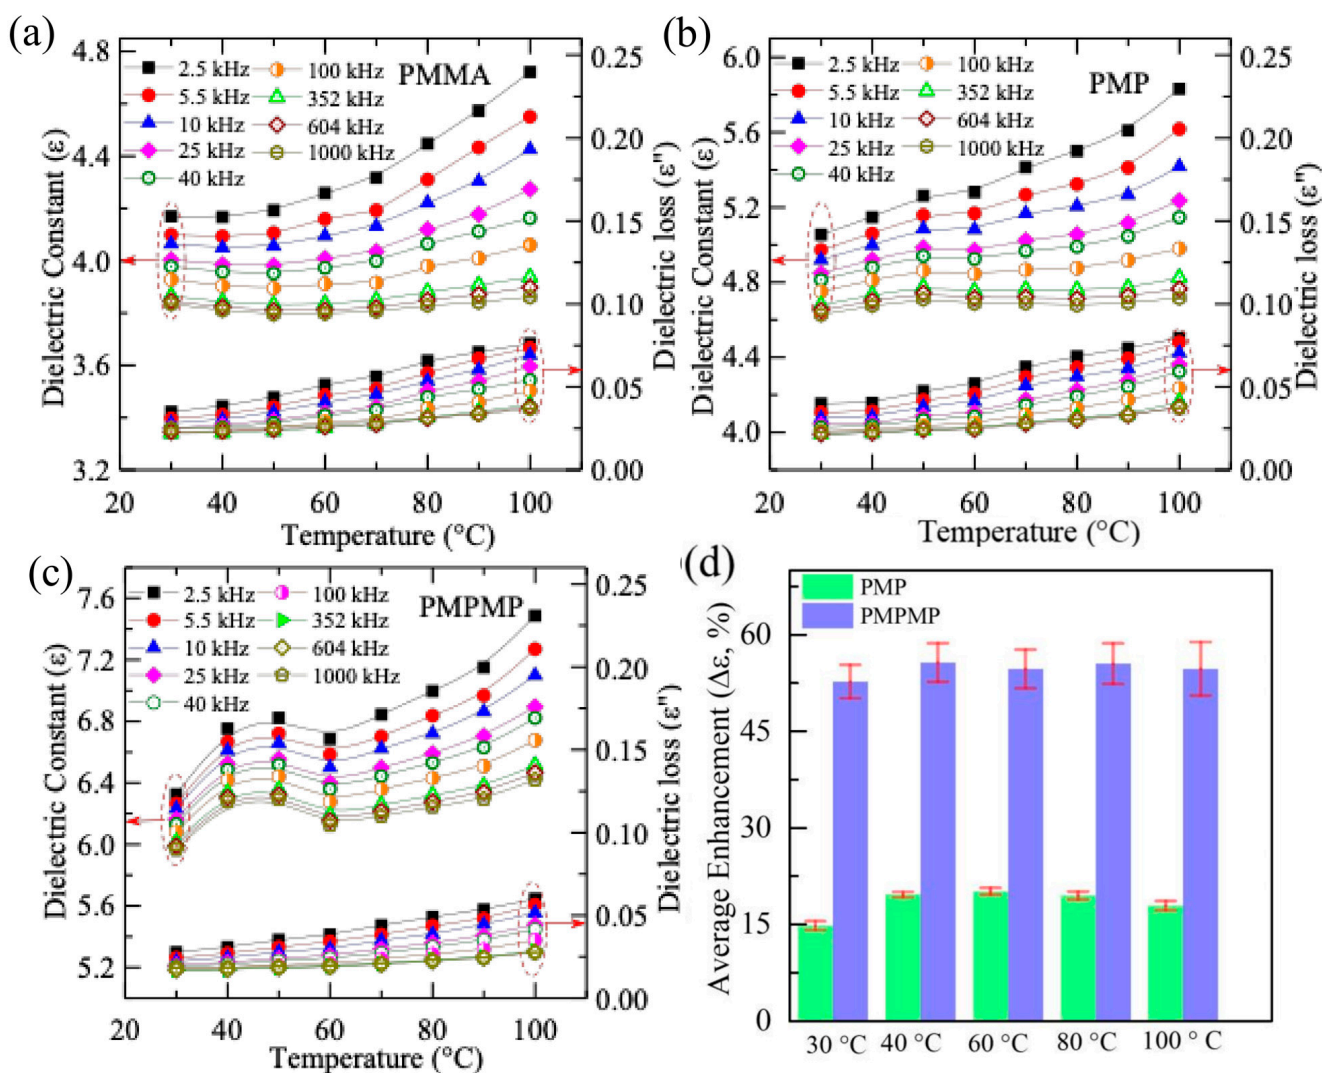 (a)
4.8
4.4
4.0
3.6
3.2
Dielectric Constant (ε)
2.5 kHz
5.5 kHz
10 kHz
25 kHz
40 kHz
100 kHz
352 kHz
604 kHz
1000 kHz
PMMA
0.25
0.20
0.15
0.10
0.05
0.00
Dielectric loss (ε")
20 40 60 80 100
Temperature (°C)
(b)
6.0
5.6
5.2
4.8
4.4
4.0
Dielectric Constant (ε)
2.5 kHz
5.5 kHz
10 kHz
25 kHz
40 kHz
100 kHz
352 kHz
604 kHz
1000 kHz
PMP
0.25
0.20
0.15
0.10
0.05
0.00
Dielectric loss (ε")
20 40 60 80 100
Temperature (°C)
(c)
7.6
7.2
6.8
6.4
6.0
5.6
5.2
Dielectric Constant (ε)
2.5 kHz
5.5 kHz
10 kHz
25 kHz
40 kHz
100 kHz
352 kHz
604 kHz
1000 kHz
PMPMP
0.25
0.20
0.15
0.10
0.05
0.00
Dielectric loss (ε")
20 40 60 80 100
Temperature (°C)
(d)
PMP
PMPMP
60
45
30
15
0
Average Enhancement (Δε, %)
30 °C 40 °C 60 °C 80 °C 100 ° C